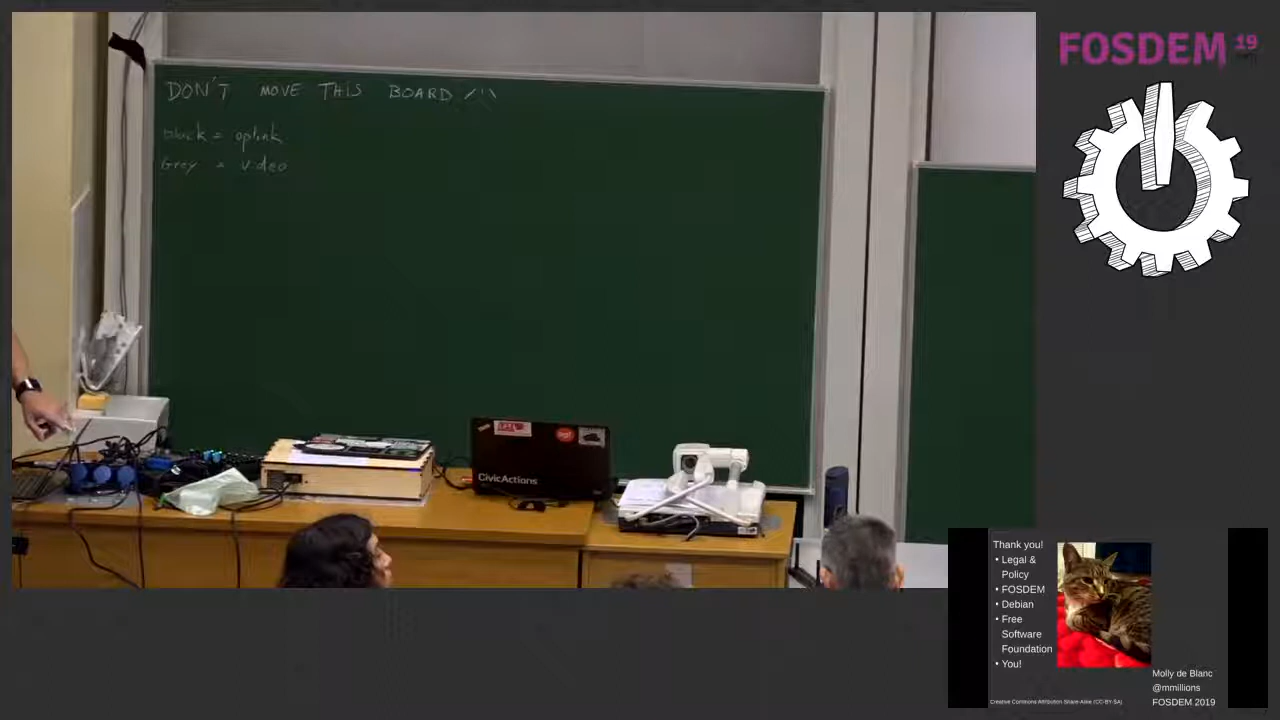 DON'T MOVE THIS BOARD /!\
black = uplink
Grey = video
CivicActions
FOSDEM 19
Thank you!
• Legal &
Policy
• FOSDEM
• Debian
• Free
Software
Foundation
• You!
Molly de Blanc
@mmillions
FOSDEM 2019
Creative Commons Attribution Share-Alike (CC-BY-SA)